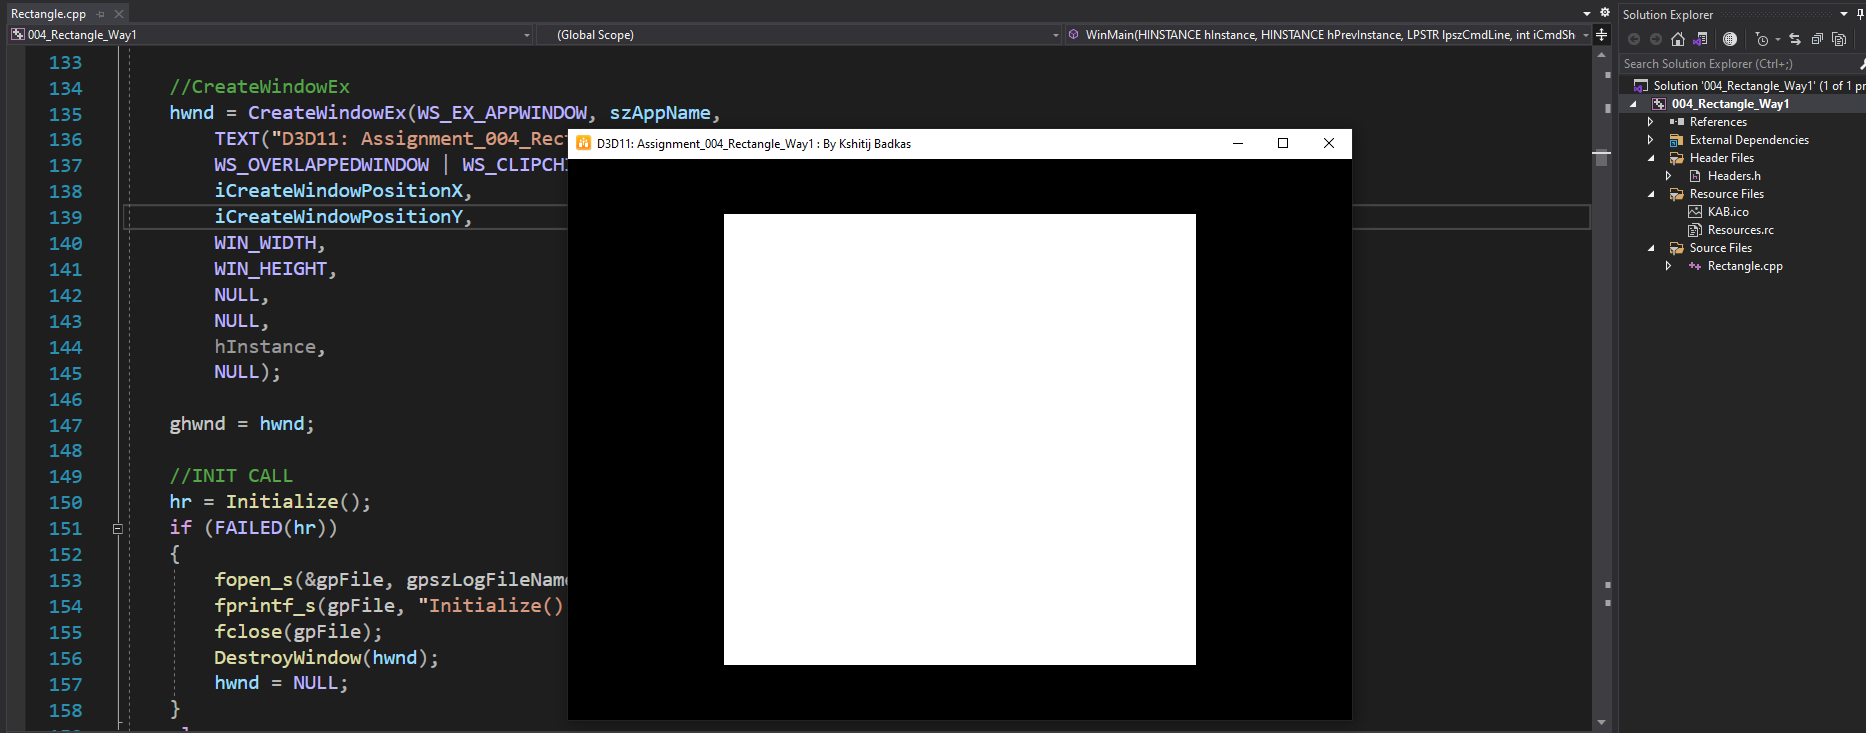 Rectangle.cpp
004_Rectangle_Way1
(Global Scope)
WinMain(HINSTANCE hInstance, HINSTANCE hPrevInstance, LPSTR lpszCmdLine, int iCmdSh
133
134 //CreateWindowEx
135 hwnd = CreateWindowEx(WS_EX_APPWINDOW, szAppName,
136 TEXT("D3D11: Assignment_004_Rec
137 WS_OVERLAPPEDWINDOW | WS_CLIPCHI
138 iCreateWindowPositionX,
139 iCreateWindowPositionY,
140 WIN_WIDTH,
141 WIN_HEIGHT,
142 NULL,
143 NULL,
144 hInstance,
145 NULL);
146
147 ghwnd = hwnd;
148
149 //INIT CALL
150 hr = Initialize();
151 if (FAILED(hr))
152 {
153 fopen_s(&gpFile, gpszLogFileName
154 fprintf_s(gpFile, "Initialize()
155 fclose(gpFile);
156 DestroyWindow(hwnd);
157 hwnd = NULL;
158 }
D3D11: Assignment_004_Rectangle_Way1 : By Kshitij Badkas
Solution Explorer
Search Solution Explorer (Ctrl+;)
Solution '004_Rectangle_Way1' (1 of 1 pr
004_Rectangle_Way1
References
External Dependencies
Header Files
Headers.h
Resource Files
KAB.ico
Resources.rc
Source Files
Rectangle.cpp